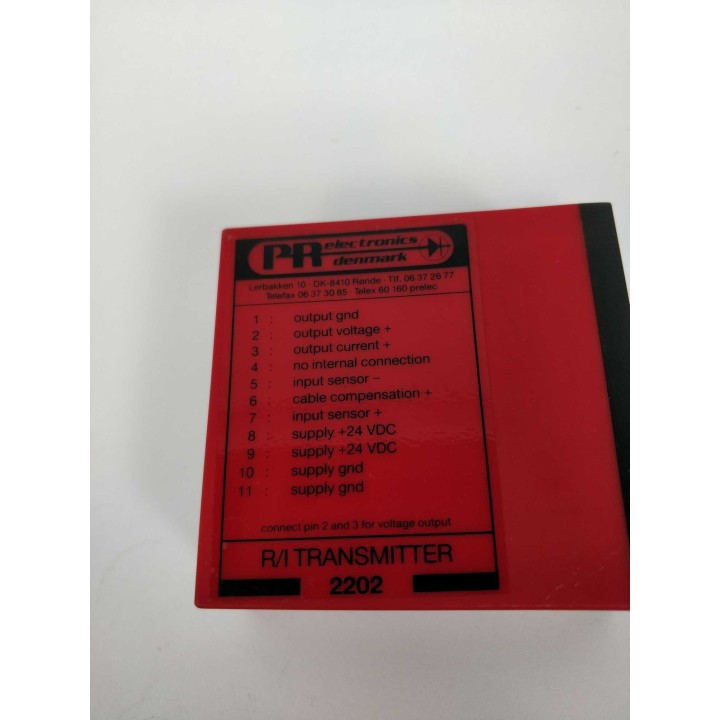 PR electronics
denmark
Lerbakken 10 · DK-8410 Rønde · Tlf. 06 37 26 77
Telefax 06 37 30 85 · Telex 60 160 prelec
1 : output gnd
2 : output voltage +
3 : output current +
4 : no internal connection
5 : input sensor –
6 : cable compensation +
7 : input sensor +
8 : supply +24 VDC
9 : supply +24 VDC
10 : supply gnd
11 : supply gnd
connect pin 2 and 3 for voltage output
R/I TRANSMITTER
2202